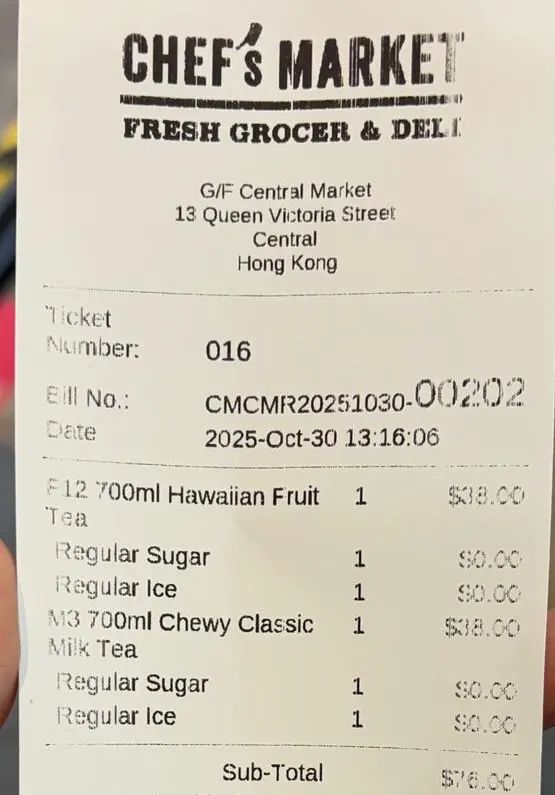 CHEF's MARKET
FRESH GROCER & DELI
G/F Central Market
13 Queen Victoria Street
Central
Hong Kong
Ticket
Number: 016
Bill No.: CMCMR20251030-00202
Date 2025-Oct-30 13:16:06
F12 700ml Hawaiian Fruit 1 $38.00
Tea
Regular Sugar 1 $0.00
Regular Ice 1 $0.00
M3 700ml Chewy Classic 1 $38.00
Milk Tea
Regular Sugar 1 $0.00
Regular Ice 1 $0.00
Sub-Total $76.00